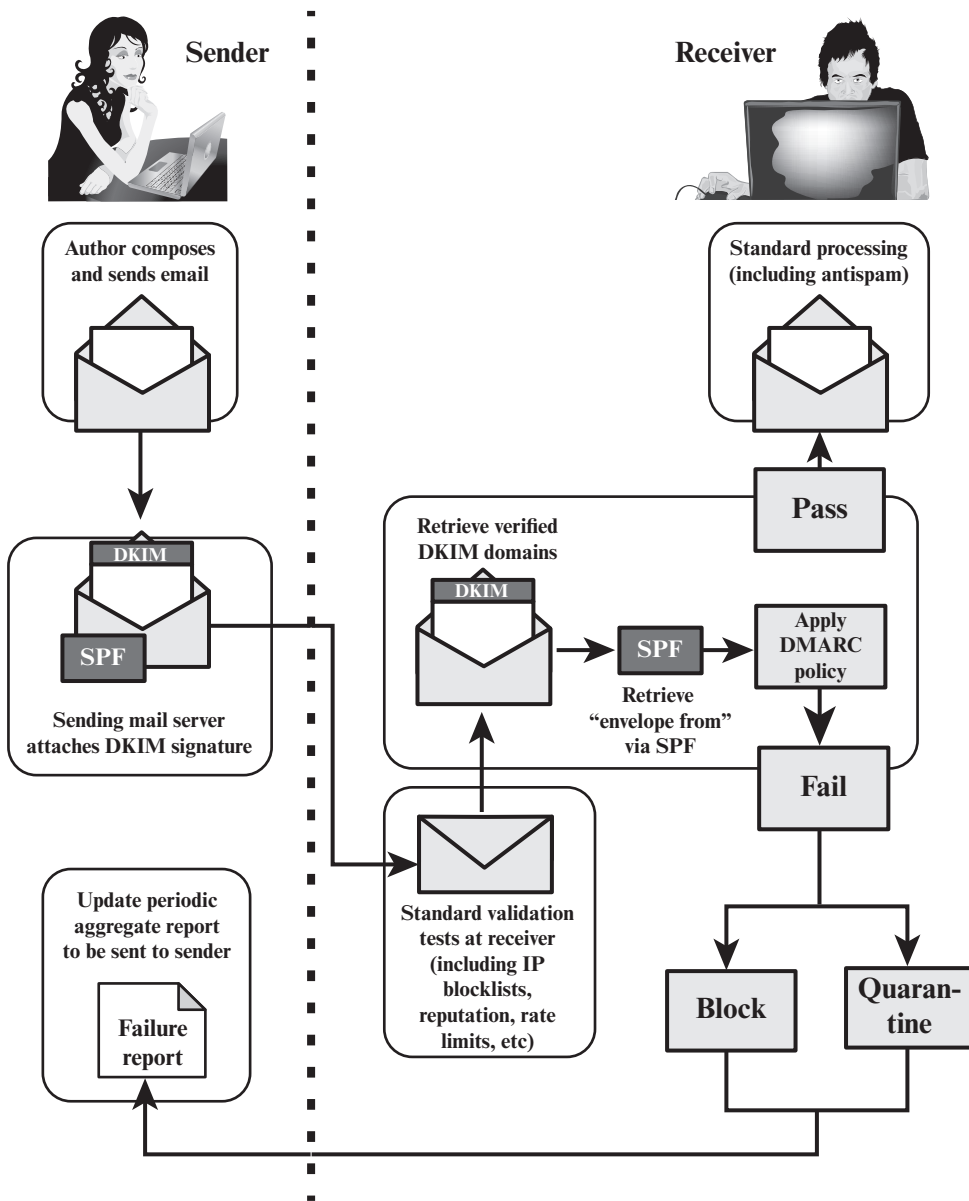 Sender
Author composes
and sends email
DKIM
SPF
Sending mail server
attaches DKIM signature
Update periodic
aggregate report
to be sent to sender
Failure
report
Receiver
Standard processing
(including antispam)
Pass
Retrieve verified
DKIM domains
DKIM
SPF
Retrieve
“envelope from”
via SPF
Apply
DMARC
policy
Fail
Standard validation
tests at receiver
(including IP
blocklists,
reputation, rate
limits, etc)
Block
Quaran-
tine